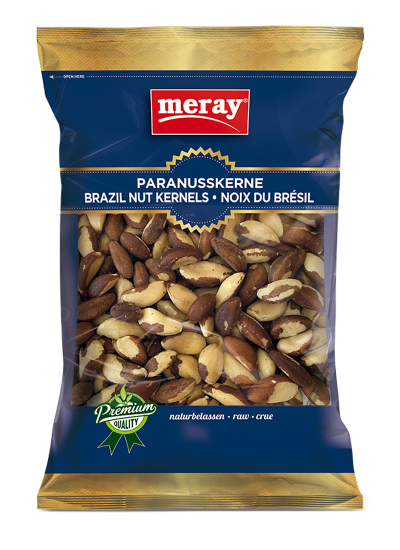 OPEN HERE
meray®
PARANUSSKERNE
BRAZIL NUT KERNELS • NOIX DU BRÉSIL
Premium
QUALITY
naturbelassen • raw • crue